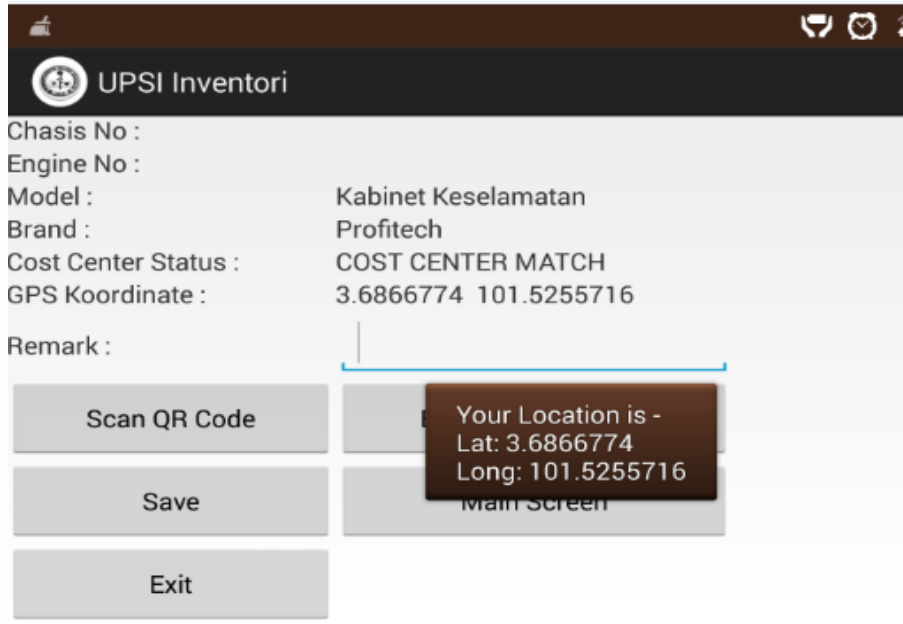 UPSI Inventori
Chasis No :
Engine No :
Model : Kabinet Keselamatan
Brand : Profitech
Cost Center Status : COST CENTER MATCH
GPS Koordinate : 3.6866774 101.5255716
Remark :
Scan QR Code
Your Location is -
Lat: 3.6866774
Long: 101.5255716
Save
Main Screen
Exit